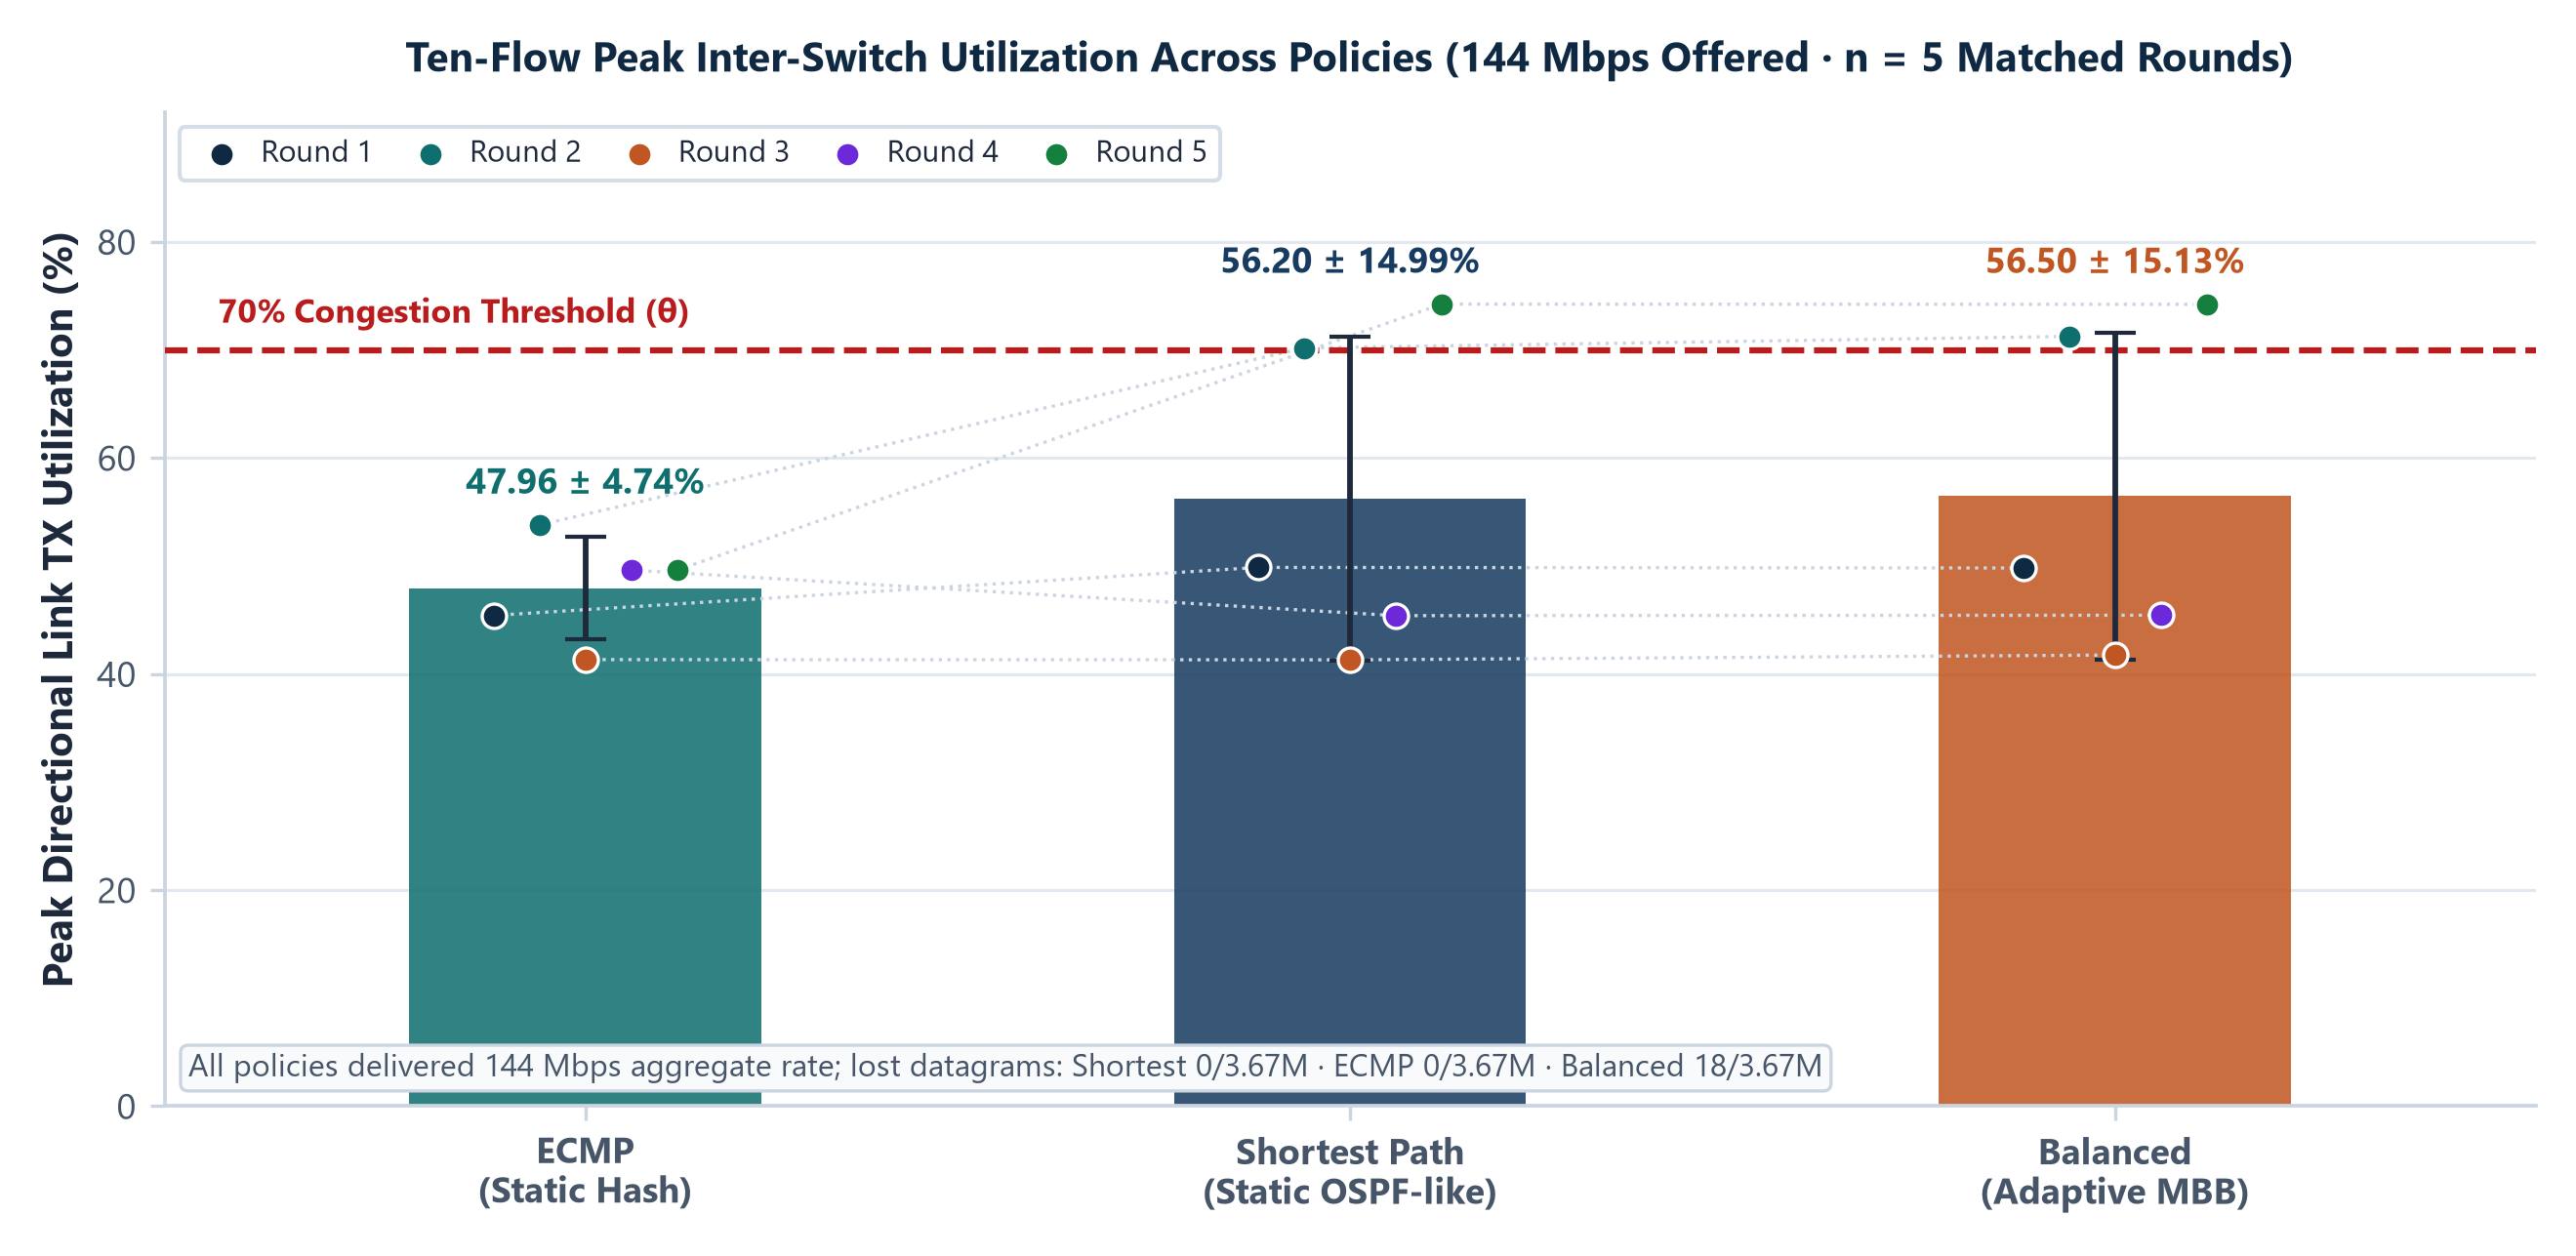 Ten-Flow Peak Inter-Switch Utilization Across Policies (144 Mbps Offered · n = 5 Matched Rounds)
Round 1
Round 2
Round 3
Round 4
Round 5
Peak Directional Link TX Utilization (%)
80
60
40
20
0
70% Congestion Threshold (θ)
47.96 ± 4.74%
56.20 ± 14.99%
56.50 ± 15.13%
All policies delivered 144 Mbps aggregate rate; lost datagrams: Shortest 0/3.67M · ECMP 0/3.67M · Balanced 18/3.67M
ECMP
(Static Hash)
Shortest Path
(Static OSPF-like)
Balanced
(Adaptive MBB)